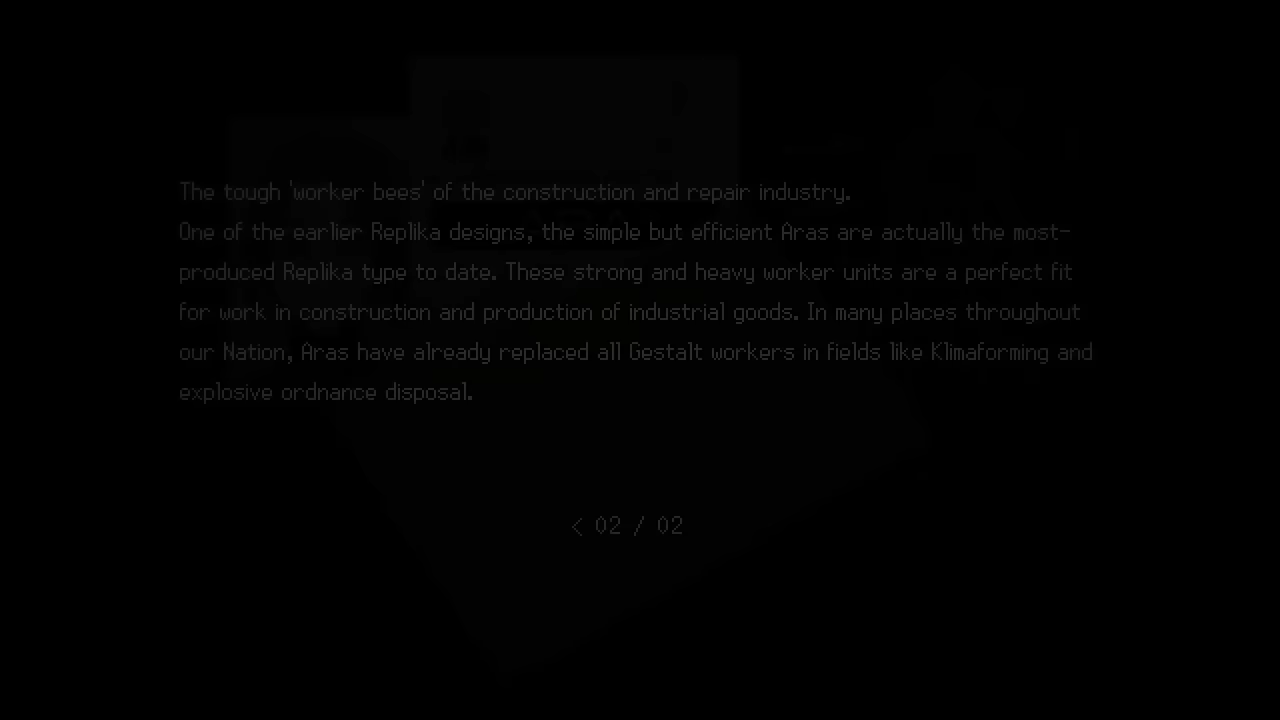 The tough 'worker bees' of the construction and repair industry.
One of the earlier Replika designs, the simple but efficient Aras are actually the most-
produced Replika type to date. These strong and heavy worker units are a perfect fit
for work in construction and production of industrial goods. In many places throughout
our Nation, Aras have already replaced all Gestalt workers in fields like Klimaforming and
explosive ordnance disposal.
< 02 / 02